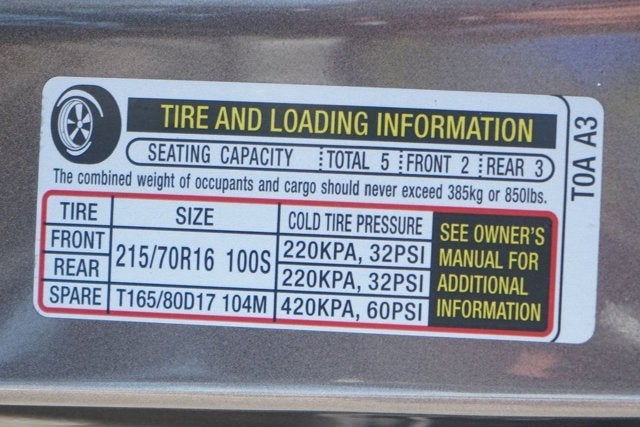 TIRE AND LOADING INFORMATION
SEATING CAPACITY TOTAL 5 FRONT 2 REAR 3
The combined weight of occupants and cargo should never exceed 385kg or 850lbs.
TIRE SIZE COLD TIRE PRESSURE
FRONT 215/70R16 100S 220KPA, 32PSI
REAR 220KPA, 32PSI
SPARE T165/80D17 104M 420KPA, 60PSI
SEE OWNER'S
MANUAL FOR
ADDITIONAL
INFORMATION
TOA A3